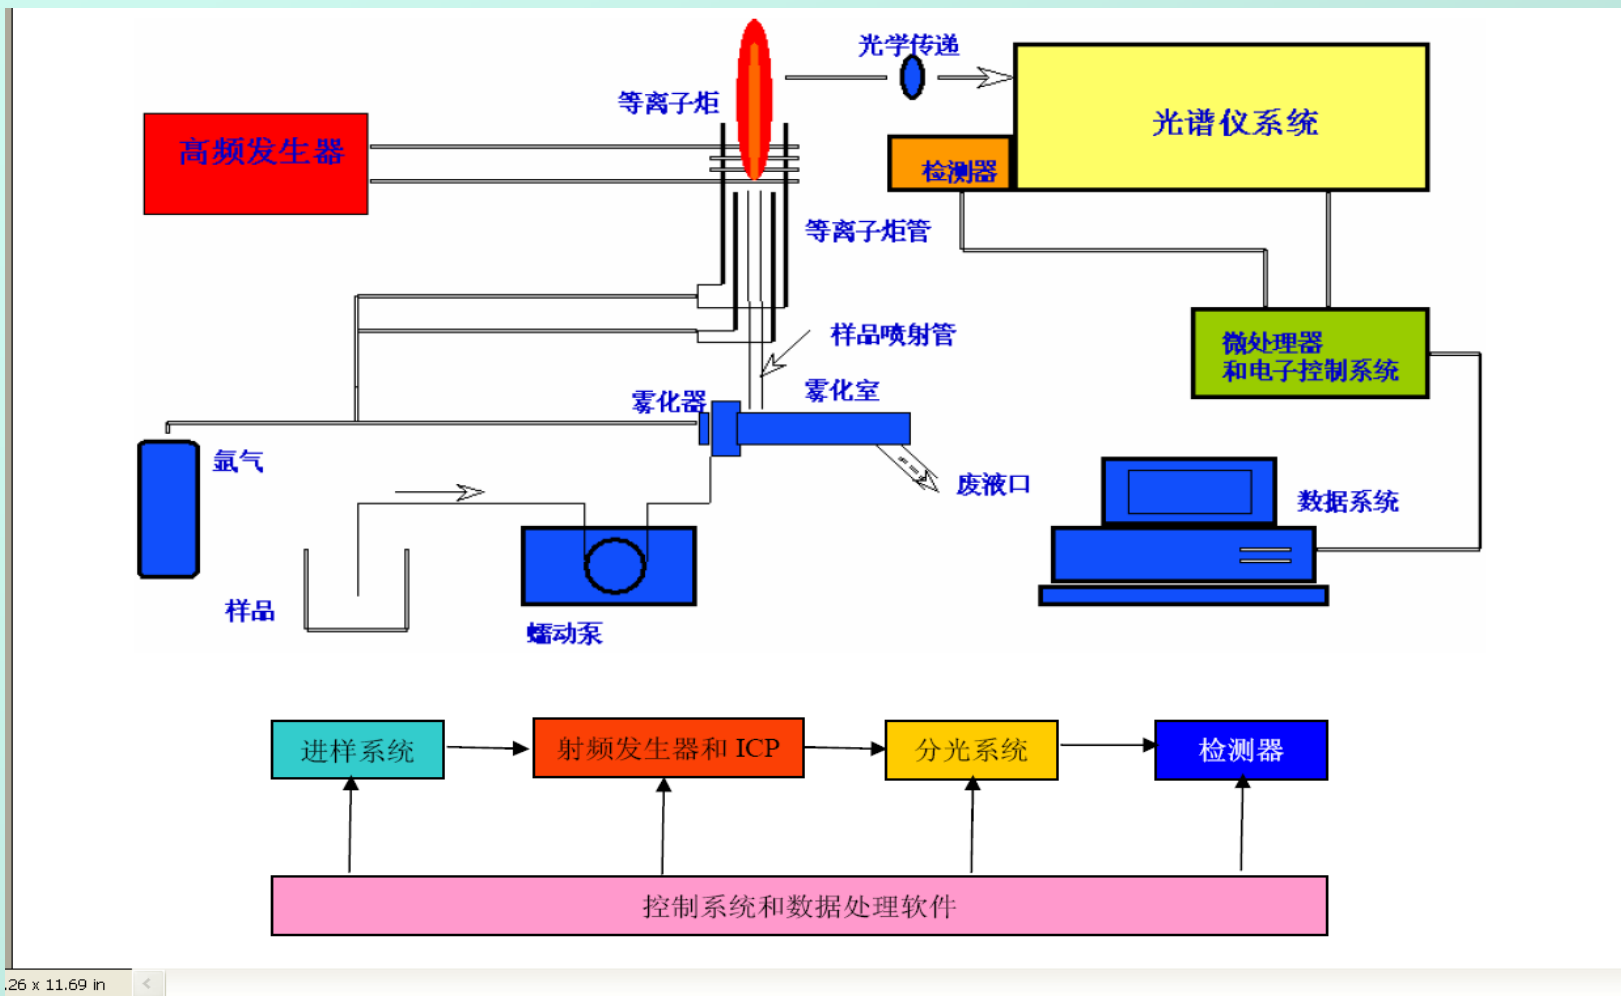 光学传递
等离子炬
光谱仪系统
高频发生器
检测器
等离子炬管
样品喷射管
微处理器
和电子控制系统
雾化器
雾化室
氩气
废液口
数据系统
样品
蠕动泵
进样系统
射频发生器和 ICP
分光系统
检测器
控制系统和数据处理软件
.26 x 11.69 in